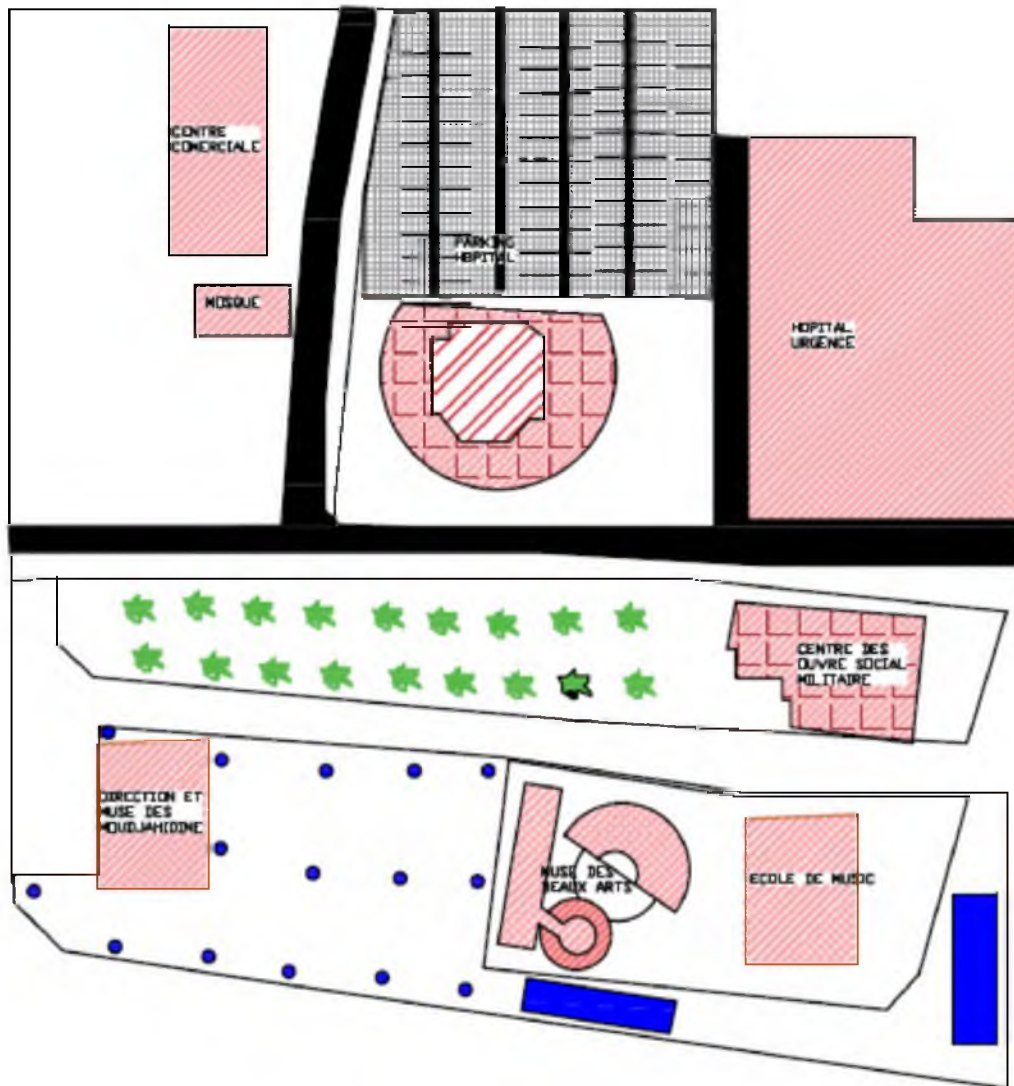 CENTRE
COMERCIALE
PARKING
HOPITAL
MOSQUE
HOPITAL
URGENCE
CENTRE DES
OUVRE SOCIAL
MILITAIRE
DIRECTION ET
MUSE DES
MOUDJAHIDINE
MUSE DES
BEAUX ARTS
ECOLE DE MUSIC